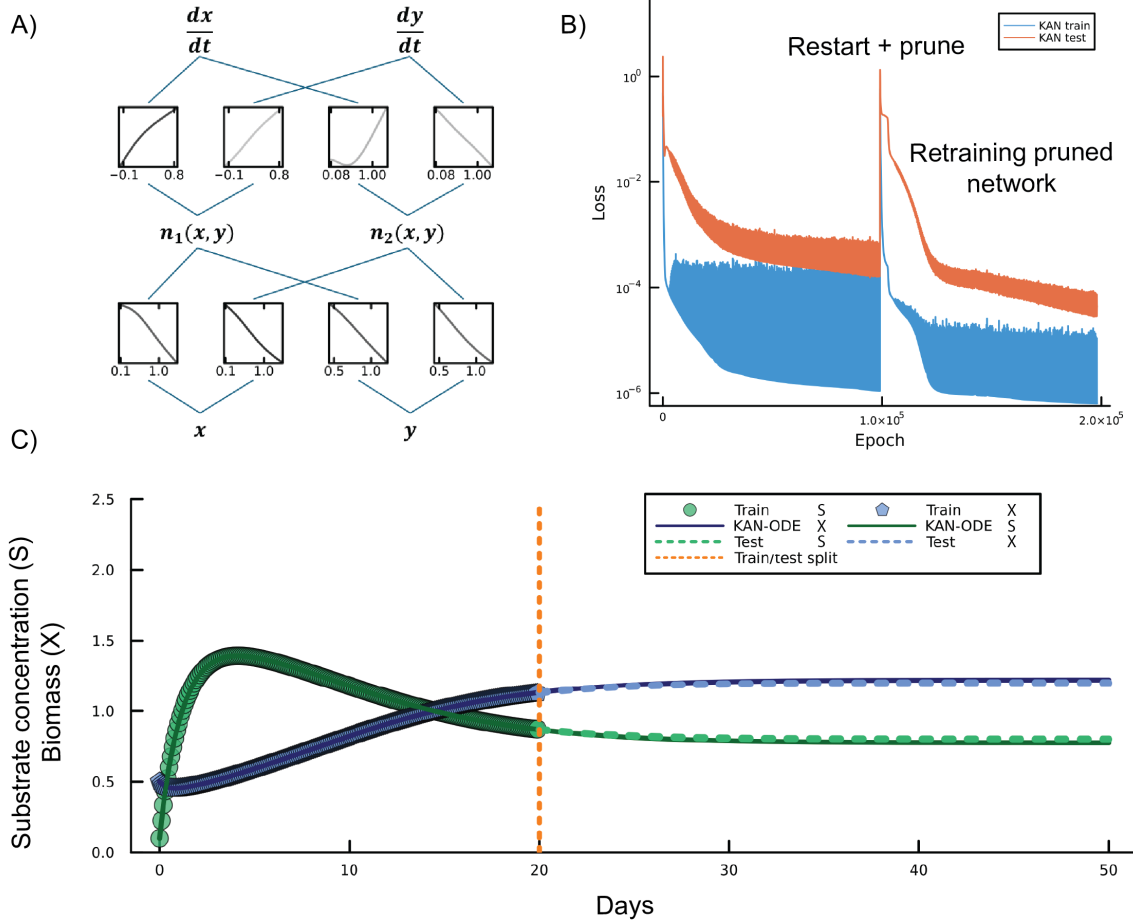 A)
dx
dt
dy
dt
−0.1 0.8
−0.1 0.8
0.08 1.00
0.08 1.00
n₁(x, y)
n₂(x, y)
0.1 1.0
0.1 1.0
0.5 1.0
0.5 1.0
x
y
B)
KAN train
KAN test
Restart + prune
Retraining pruned
network
Loss
10⁰
10⁻²
10⁻⁴
10⁻⁶
0
1.0×10⁵
2.0×10⁵
Epoch
C)
Substrate concentration (S)
Biomass (X)
2.5
2.0
1.5
1.0
0.5
0.0
Train S Train X
KAN-ODE X KAN-ODE S
Test S Test X
Train/test split
0 10 20 30 40 50
Days